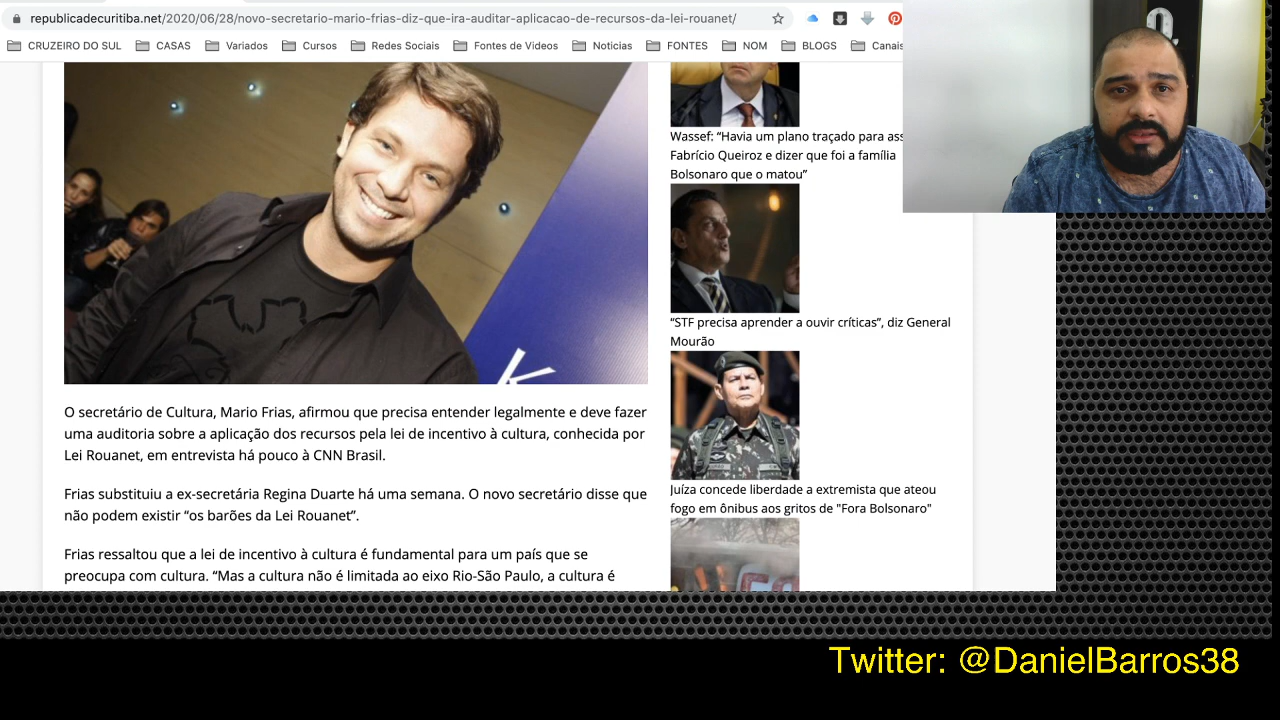 republicadecuritiba.net/2020/06/28/novo-secretario-mario-frias-diz-que-ira-auditar-aplicacao-de-recursos-da-lei-rouanet/
CRUZEIRO DO SUL CASAS Variados Cursos Redes Sociais Fontes de Videos Noticias FONTES NOM BLOGS Canais
Q
K
O secretário de Cultura, Mario Frias, afirmou que precisa entender legalmente e deve fazer
uma auditoria sobre a aplicação dos recursos pela lei de incentivo à cultura, conhecida por
Lei Rouanet, em entrevista há pouco à CNN Brasil.
Frias substituiu a ex-secretária Regina Duarte há uma semana. O novo secretário disse que
não podem existir “os barões da Lei Rouanet”.
Frias ressaltou que a lei de incentivo à cultura é fundamental para um país que se
preocupa com cultura. “Mas a cultura não é limitada ao eixo Rio-São Paulo, a cultura é
Wassef: “Havia um plano traçado para
Fabrício Queiroz e dizer que foi a família
Bolsonaro que o matou”
“STF precisa aprender a ouvir críticas”, diz General
Mourão
Juíza concede liberdade a extremista que ateou
fogo em ônibus aos gritos de "Fora Bolsonaro"
Twitter: @DanielBarros38